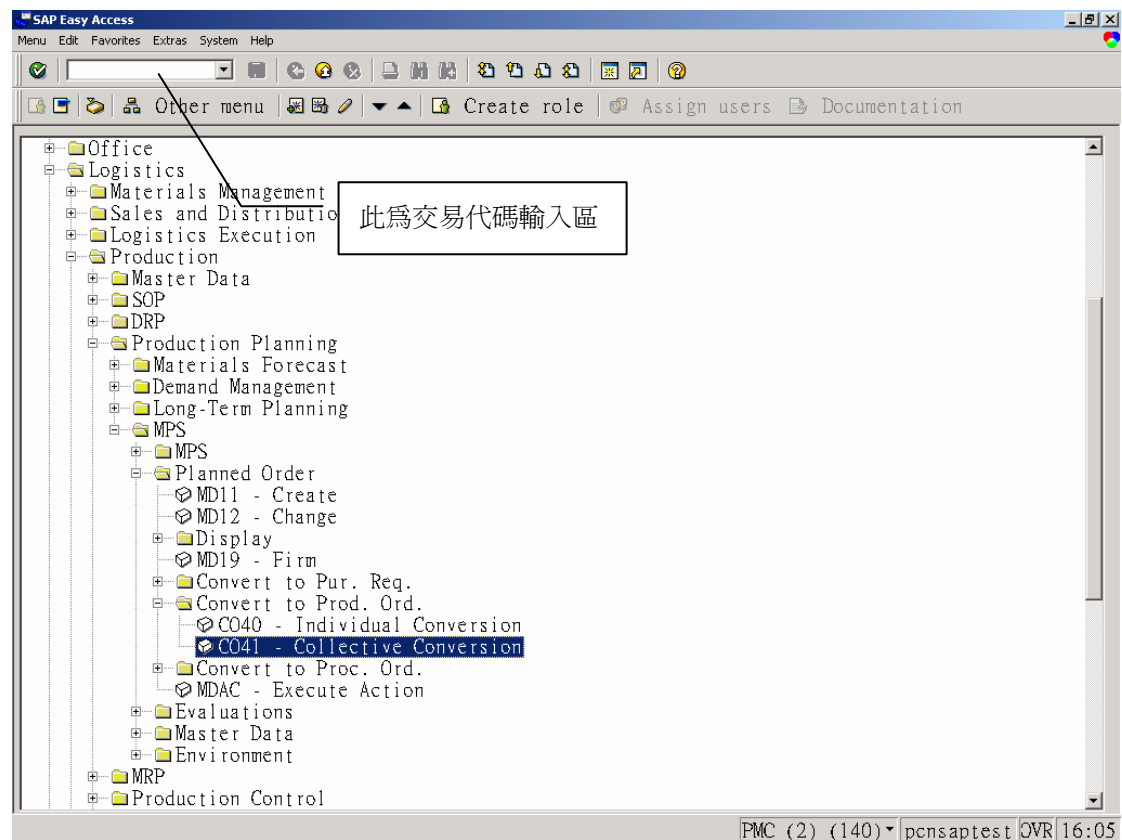 SAP Easy Access
Menu Edit Favorites Extras System Help
Other menu Create role Assign users Documentation
Office
Logistics
Materials Management
Sales and Distributio
Logistics Execution
此為交易代碼輸入區
Production
Master Data
SOP
DRP
Production Planning
Materials Forecast
Demand Management
Long-Term Planning
MPS
MPS
Planned Order
MD11 - Create
MD12 - Change
Display
MD19 - Firm
Convert to Pur. Req.
Convert to Prod. Ord.
CO40 - Individual Conversion
CO41 - Collective Conversion
Convert to Proc. Ord.
MDAC - Execute Action
Evaluations
Master Data
Environment
MRP
Production Control
PMC (2) (140) pcnsaptest OVR 16:05